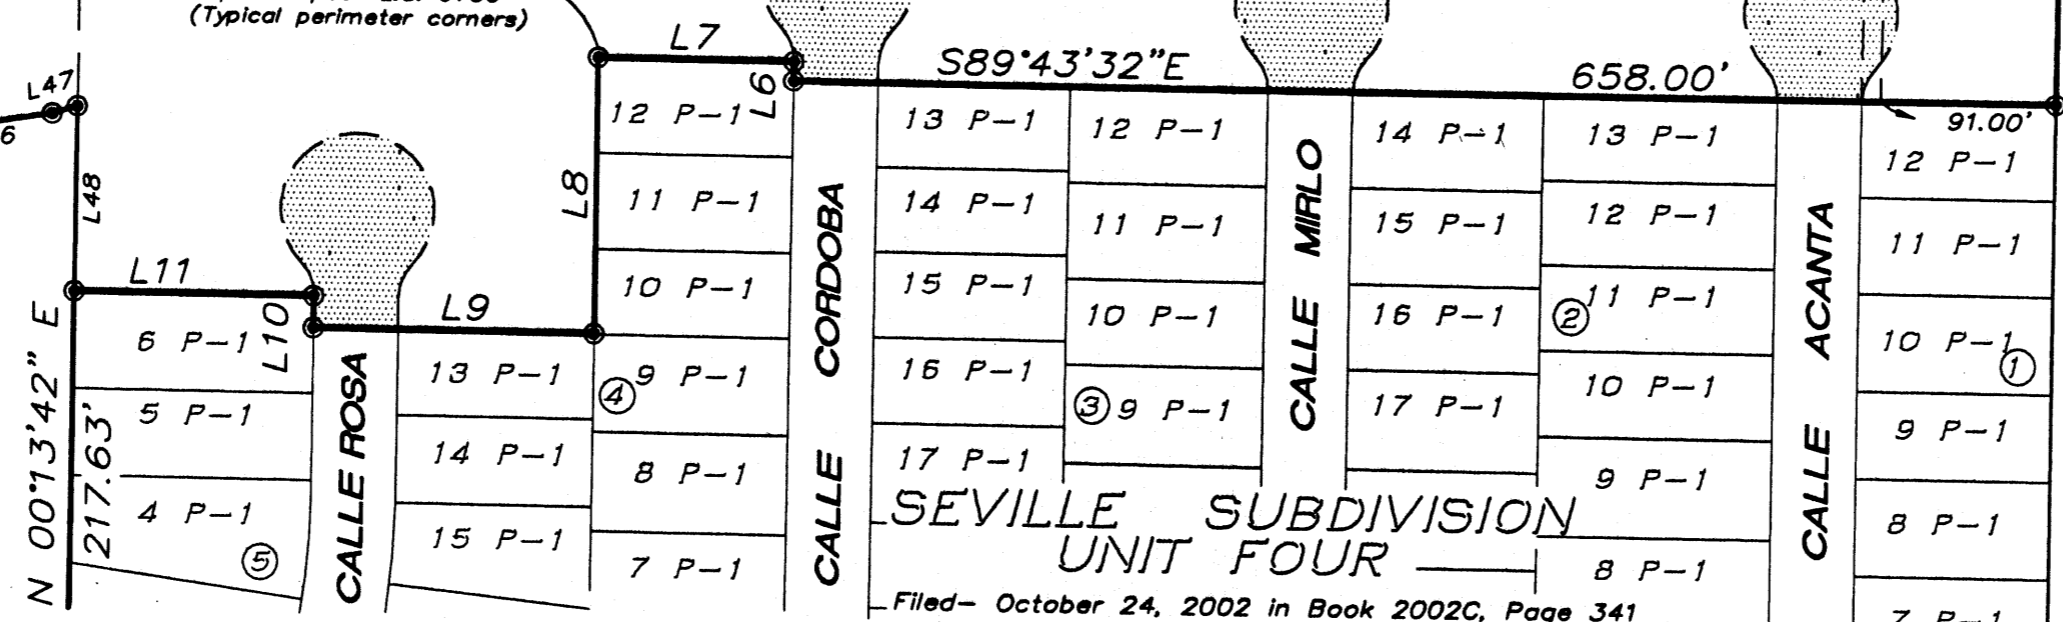 (Typical perimeter corners)
L7
S89°43'32"E
658.00'
L47
6
L6
91.00'
12 P-1
13 P-1
12 P-1
14 P-1
13 P-1
12 P-1
L48
L8
11 P-1
14 P-1
11 P-1
15 P-1
12 P-1
11 P-1
CALLE CORDOBA
CALLE MIRLO
CALLE ACANTA
L11
L10
L9
10 P-1
15 P-1
10 P-1
16 P-1
11 P-1
2
10 P-1
1
6 P-1
13 P-1
9 P-1
4
16 P-1
9 P-1
3
17 P-1
10 P-1
9 P-1
N 00°13'42" E
217.63'
5 P-1
CALLE ROSA
14 P-1
8 P-1
17 P-1
9 P-1
8 P-1
4 P-1
5
15 P-1
7 P-1
8 P-1
7 P-1
SEVILLE SUBDIVISION
UNIT FOUR
Filed- October 24, 2002 in Book 2002C, Page 341